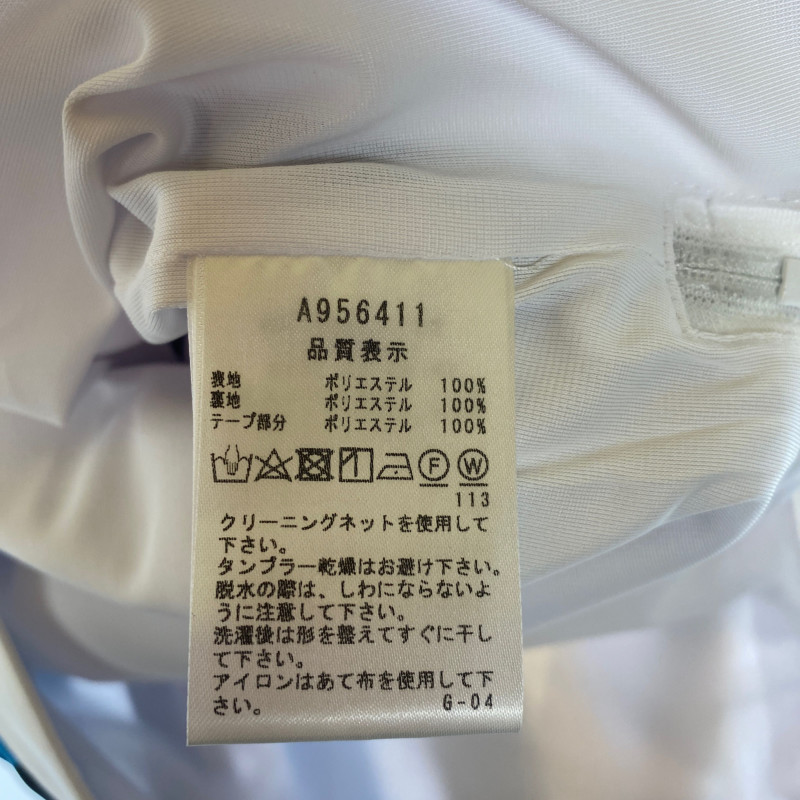 A956411
品質表示
表地 ポリエステル 100%
裏地 ポリエステル 100%
テープ部分 ポリエステル 100%
F W
113
クリーニングネットを使用して
下さい。
タンブラー乾燥はお避け下さい。
脱水の際は、しわにならないよ
うに注意して下さい。
洗濯後は形を整えてすぐに干し
て下さい。
アイロンはあて布を使用して下
さい。 G-04